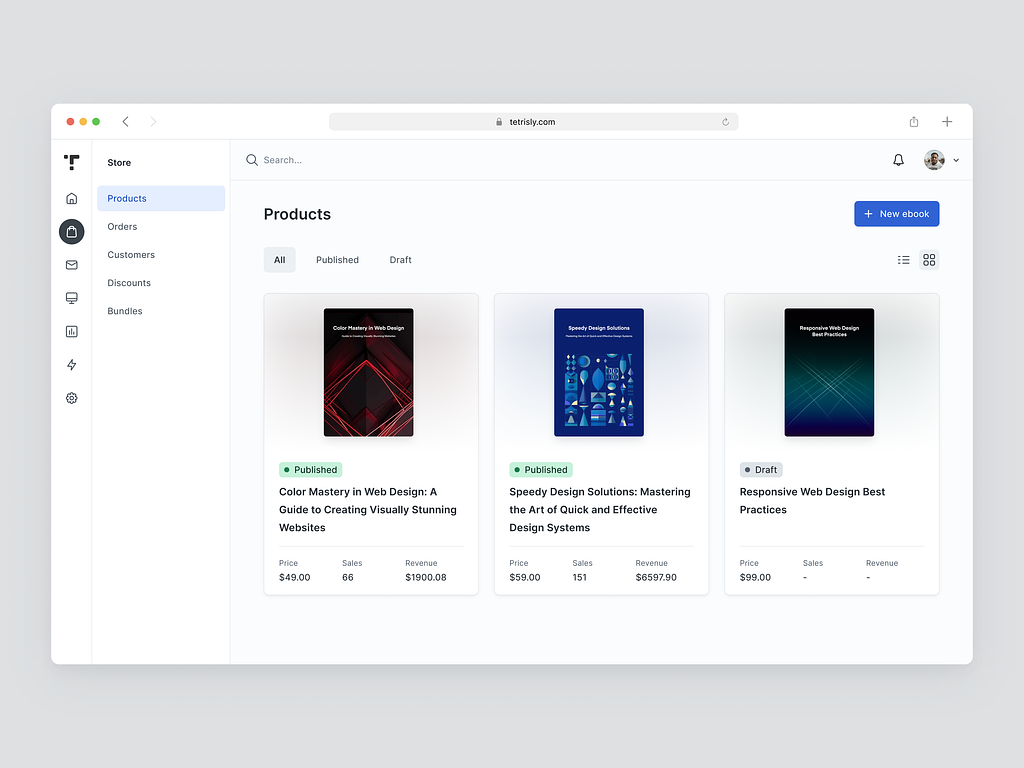 tetrisly.com
Store
Search...
Products
Orders
Customers
Discounts
Bundles
Products
+ New ebook
All
Published
Draft
Color Mastery in Web Design
Guide to Creating Visually Stunning Websites
Published
Color Mastery in Web Design: A
Guide to Creating Visually Stunning
Websites
Price
Sales
Revenue
$49.00
66
$1900.08
Speedy Design Solutions
Mastering the Art of Quick and Effective Design Systems
Published
Speedy Design Solutions: Mastering
the Art of Quick and Effective
Design Systems
Price
Sales
Revenue
$59.00
151
$6597.90
Responsive Web Design
Best Practices
Draft
Responsive Web Design Best
Practices
Price
Sales
Revenue
$99.00
-
-